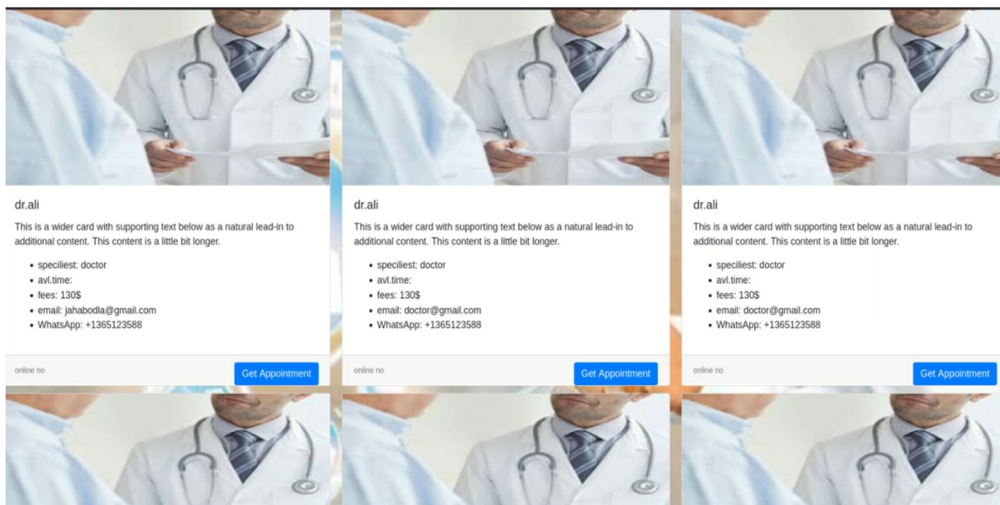 dr.ali
This is a wider card with supporting text below as a natural lead-in to
additional content. This content is a little bit longer.
• speciliest: doctor
• avl.time:
• fees: 130$
• email: jahabodla@gmail.com
• WhatsApp: +1365123588
online no
Get Appointment
dr.ali
This is a wider card with supporting text below as a natural lead-in to
additional content. This content is a little bit longer.
• speciliest: doctor
• avl.time:
• fees: 130$
• email: doctor@gmail.com
• WhatsApp: +1365123588
online no
Get Appointment
dr.ali
This is a wider card with supporting text below as a natural lead-in to
additional content. This content is a little bit longer.
• speciliest: doctor
• avl.time:
• fees: 130$
• email: doctor@gmail.com
• WhatsApp: +1365123588
online no
Get Appointment